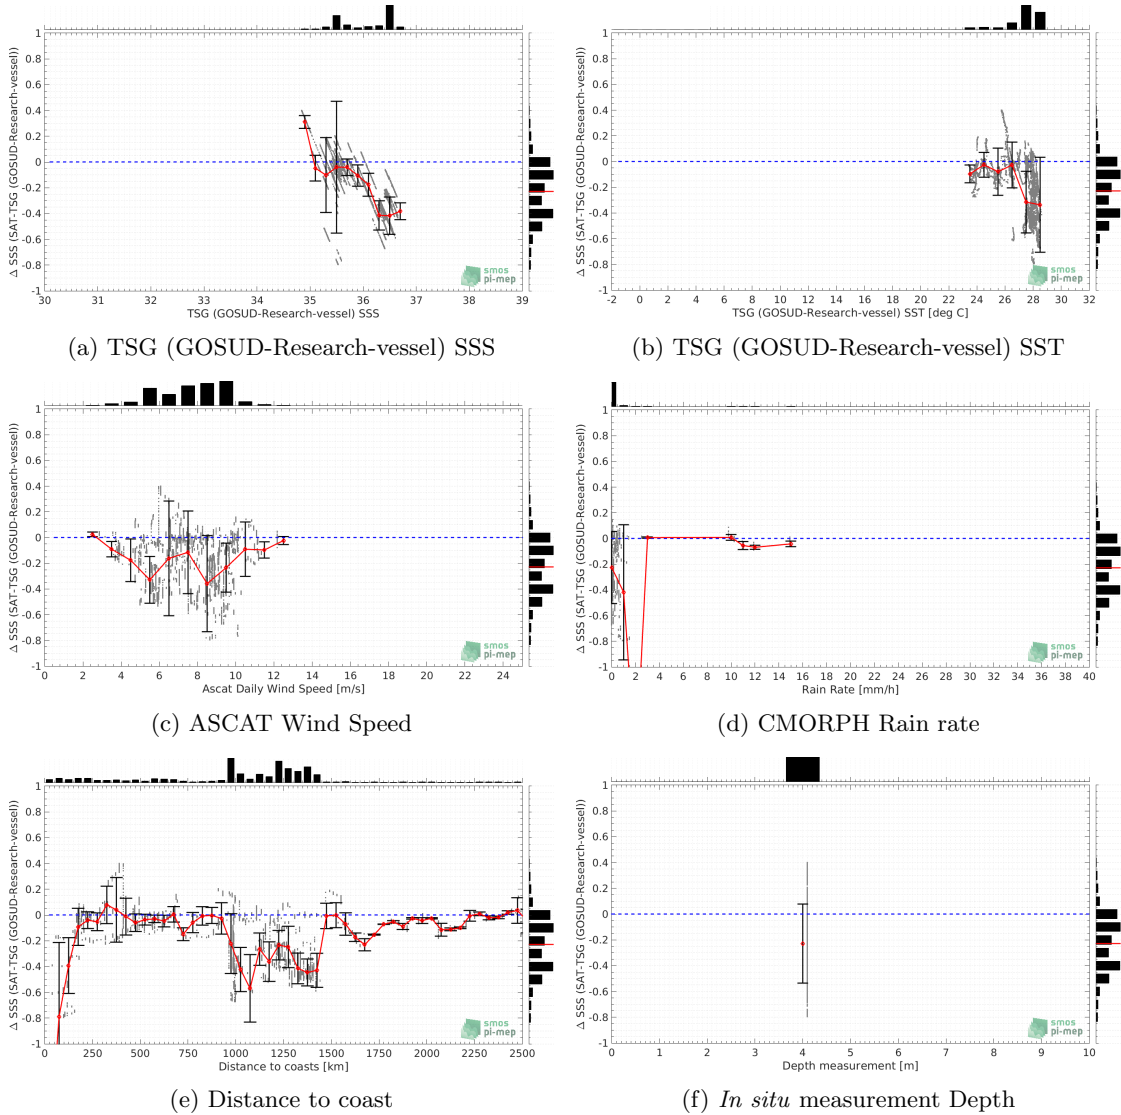 1
0.8
0.6
0.4
0.2
0
-0.2
-0.4
-0.6
-0.8
-1
Δ SSS (SAT-TSG (GOSUD-Research-vessel))
30 31 32 33 34 35 36 37 38 39
TSG (GOSUD-Research-vessel) SSS
smos
pi-mep
(a) TSG (GOSUD-Research-vessel) SSS
1
0.8
0.6
0.4
0.2
0
-0.2
-0.4
-0.6
-0.8
-1
Δ SSS (SAT-TSG (GOSUD-Research-vessel))
-2 0 2 4 6 8 10 12 14 16 18 20 22 24 26 28 30 32
TSG (GOSUD-Research-vessel) SST [deg C]
smos
pi-mep
(b) TSG (GOSUD-Research-vessel) SST
1
0.8
0.6
0.4
0.2
0
-0.2
-0.4
-0.6
-0.8
-1
Δ SSS (SAT-TSG (GOSUD-Research-vessel))
0 2 4 6 8 10 12 14 16 18 20 22 24
Ascat Daily Wind Speed [m/s]
smos
pi-mep
(c) ASCAT Wind Speed
1
0.8
0.6
0.4
0.2
0
-0.2
-0.4
-0.6
-0.8
-1
Δ SSS (SAT-TSG (GOSUD-Research-vessel))
0 2 4 6 8 10 12 14 16 18 20 22 24 26 28 30 32 34 36 38 40
Rain Rate [mm/h]
smos
pi-mep
(d) CMORPH Rain rate
1
0.8
0.6
0.4
0.2
0
-0.2
-0.4
-0.6
-0.8
-1
Δ SSS (SAT-TSG (GOSUD-Research-vessel))
0 250 500 750 1000 1250 1500 1750 2000 2250 2500
Distance to coasts [km]
smos
pi-mep
(e) Distance to coast
1
0.8
0.6
0.4
0.2
0
-0.2
-0.4
-0.6
-0.8
-1
Δ SSS (SAT-TSG (GOSUD-Research-vessel))
0 1 2 3 4 5 6 7 8 9 10
Depth measurement [m]
smos
pi-mep
(f) In situ measurement Depth